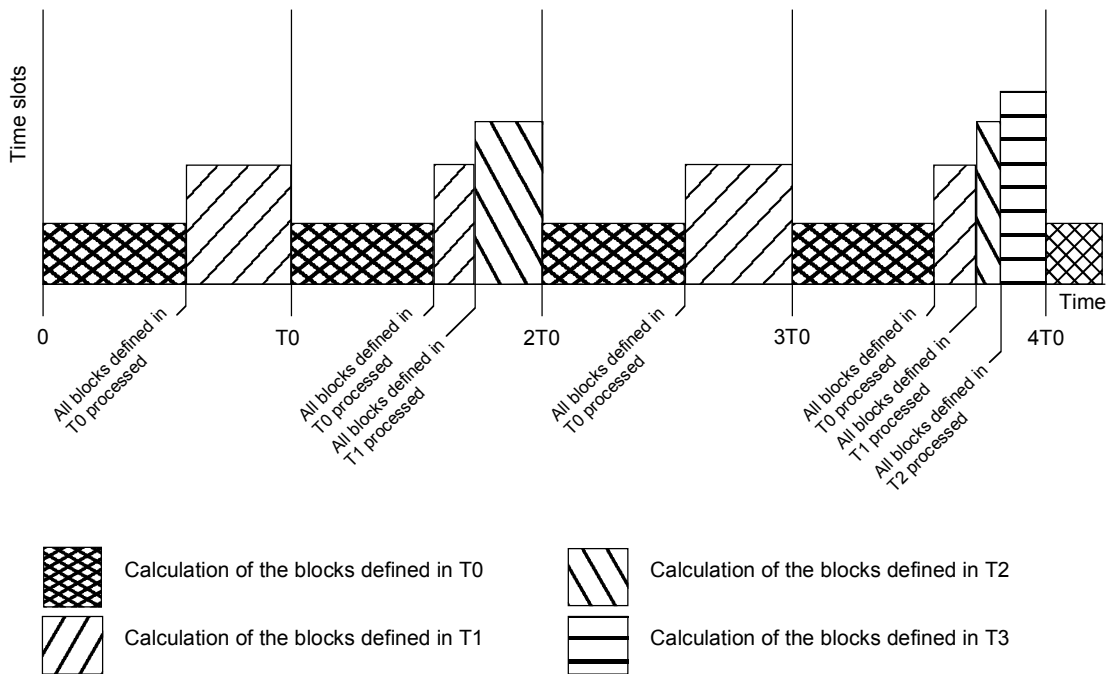 Time slots
Time
0
T0
2T0
3T0
4T0
All blocks defined in
T0 processed
All blocks defined in
T0 processed
All blocks defined in
T1 processed
All blocks defined in
T0 processed
All blocks defined in
T0 processed
All blocks defined in
T1 processed
All blocks defined in
T2 processed
Calculation of the blocks defined in T0
Calculation of the blocks defined in T2
Calculation of the blocks defined in T1
Calculation of the blocks defined in T3